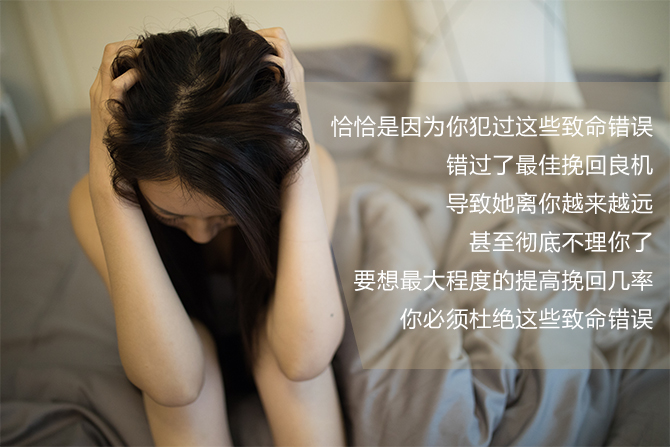 恰恰是因为你犯过这些致命错误
错过了最佳挽回良机
导致她离你越来越远
甚至彻底不理你了
要想最大程度的提高挽回几率
你必须杜绝这些致命错误